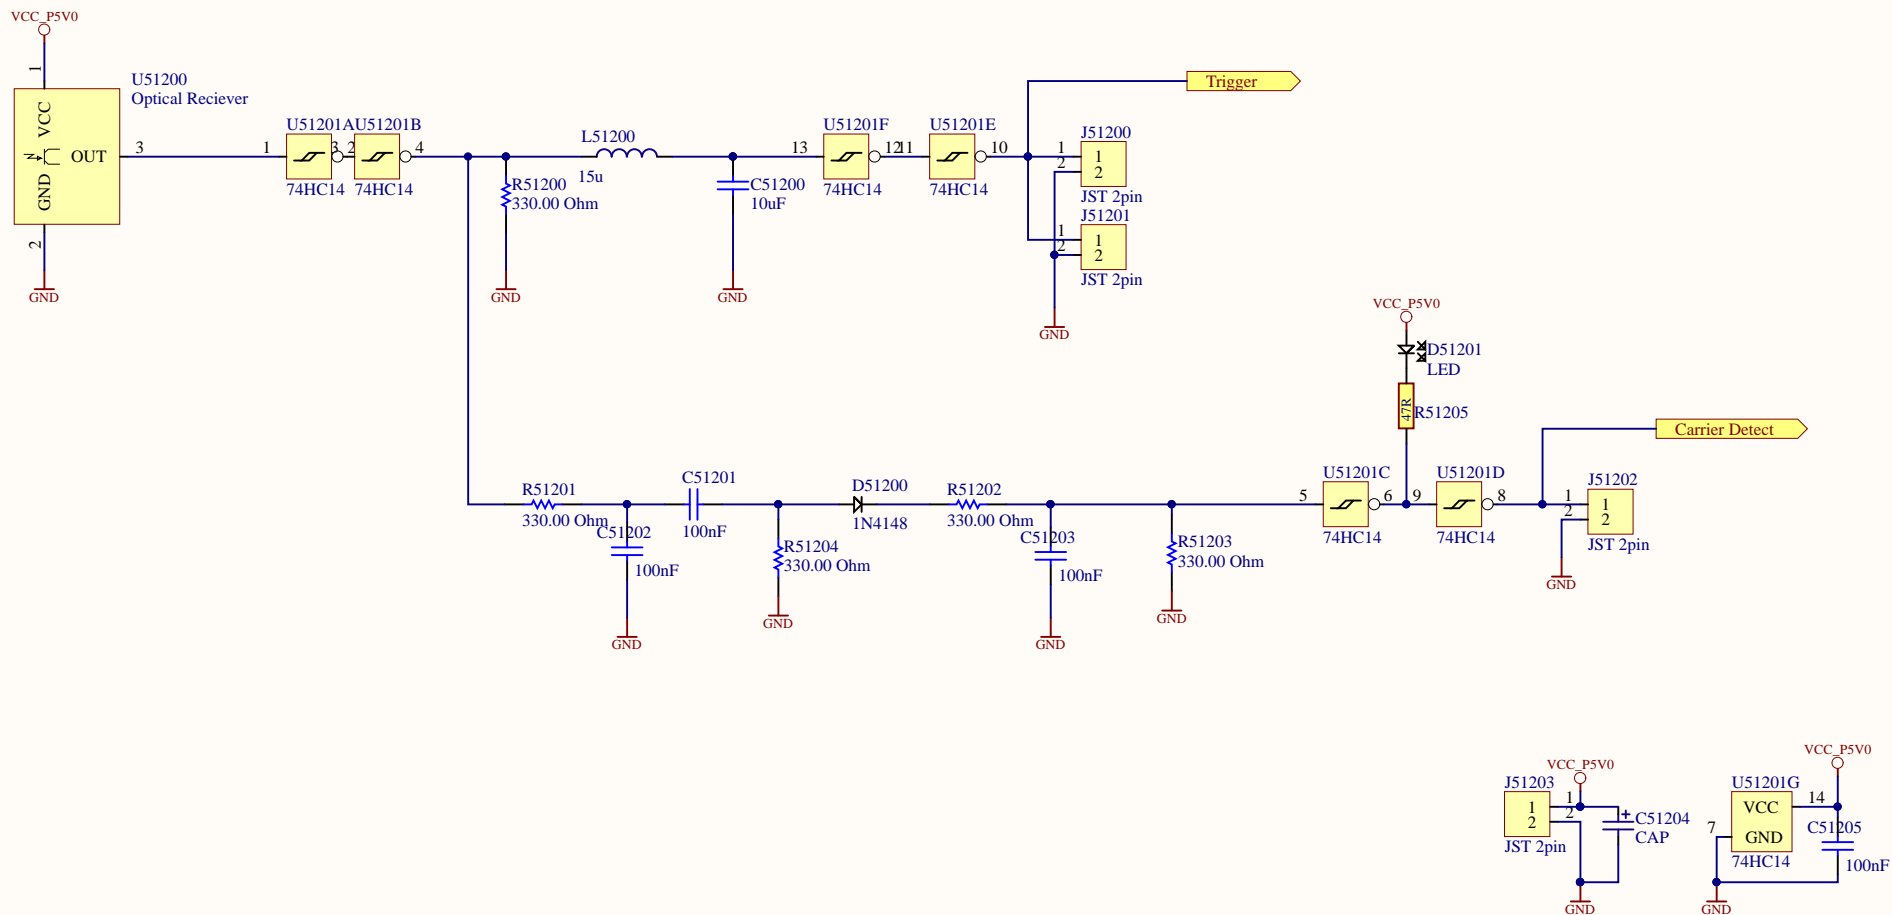 VCC_P5V0
1
U51200
Optical Reciever
VCC
OUT
GND
3
2
GND
1
U51201A
74HC14
3
2
U51201B
74HC14
4
R51200
330.00 Ohm
GND
L51200
15u
C51200
10uF
GND
13
U51201F
74HC14
12
11
U51201E
74HC14
10
Trigger
J51200
1
2
1
2
JST 2pin
J51201
1
2
1
2
JST 2pin
GND
VCC_P5V0
D51201
LED
47R
R51205
Carrier Detect
R51201
330.00 Ohm
C51202
100nF
GND
C51201
100nF
R51204
330.00 Ohm
GND
D51200
1N4148
R51202
330.00 Ohm
C51203
100nF
GND
R51203
330.00 Ohm
GND
5
U51201C
74HC14
6
9
U51201D
74HC14
8
J51202
1
2
1
2
JST 2pin
GND
VCC_P5V0
J51203
1
2
1
2
JST 2pin
C51204
CAP
GND
VCC_P5V0
U51201G
VCC
GND
74HC14
14
7
C51205
100nF
GND